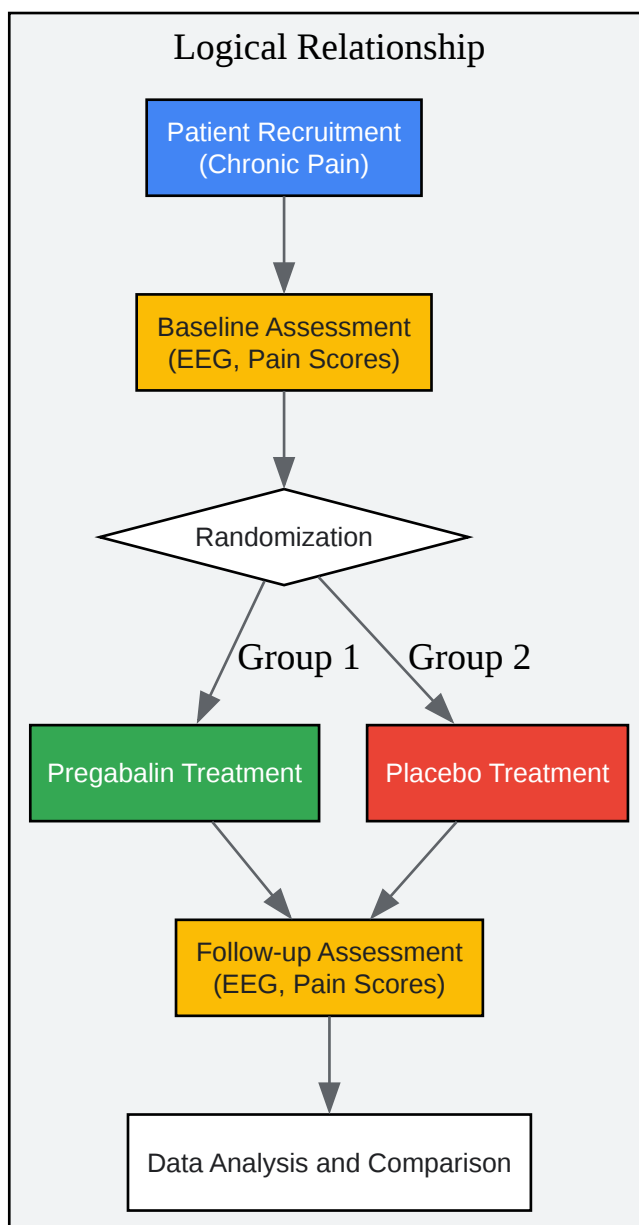 Logical Relationship
Patient Recruitment
(Chronic Pain)
Baseline Assessment
(EEG, Pain Scores)
Randomization
Group 1
Group 2
Pregabalin Treatment
Placebo Treatment
Follow-up Assessment
(EEG, Pain Scores)
Data Analysis and Comparison